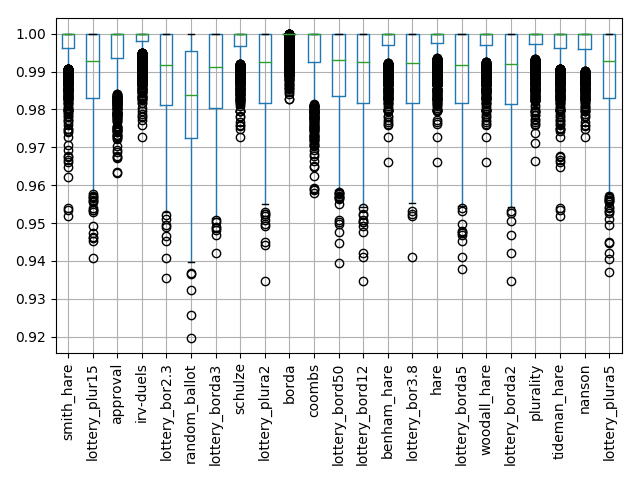 1.00
0.99
0.98
0.97
0.96
0.95
0.94
0.93
0.92
smith_hare
lottery_plur15
approval
irv-duels
lottery_bor2.3
random_ballot
lottery_borda3
schulze
lottery_plura2
borda
coombs
lottery_bord50
lottery_bord12
benham_hare
lottery_bor3.8
hare
lottery_borda5
woodall_hare
lottery_borda2
plurality
tideman_hare
nanson
lottery_plura5